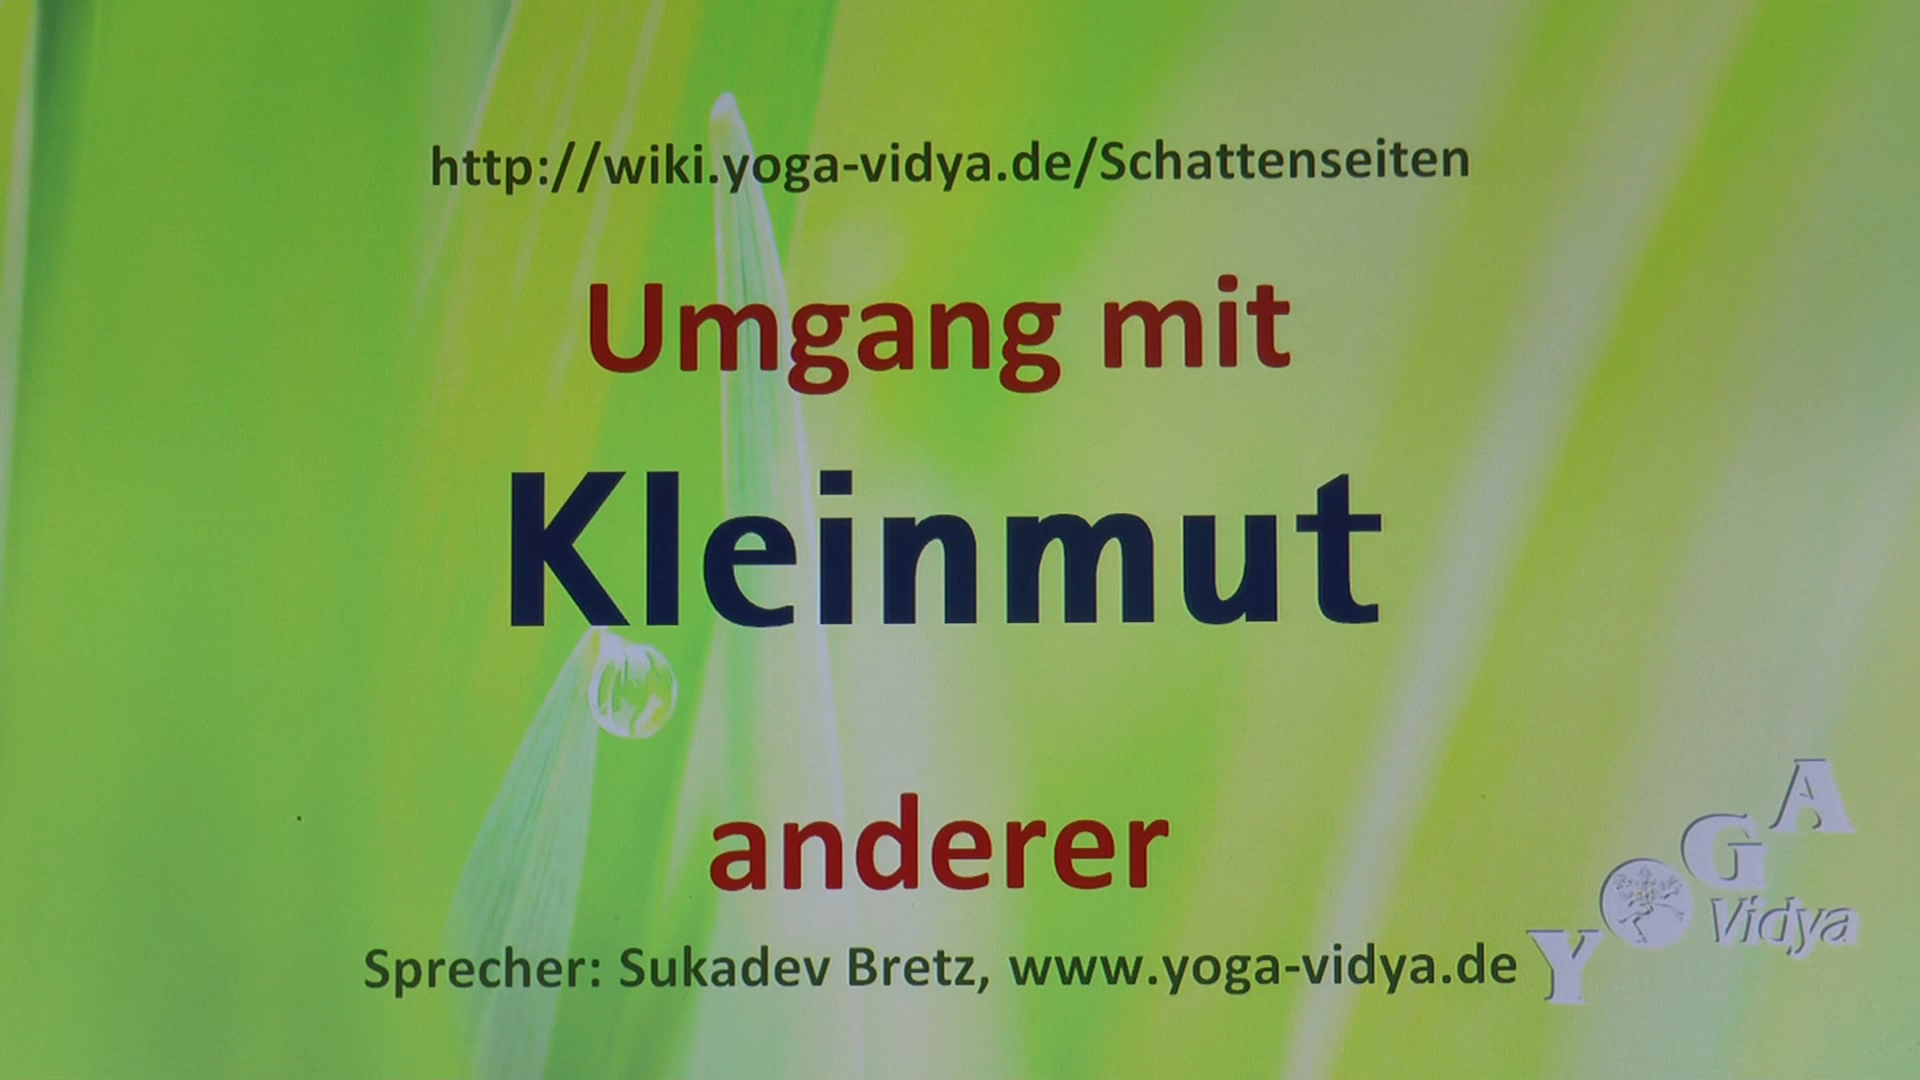 http://wiki.yoga-vidya.de/Schattenseiten
Umgang mit
Kleinmut
anderer
Sprecher: Sukadev Bretz, www.yoga-vidya.de
YOGA
Vidya